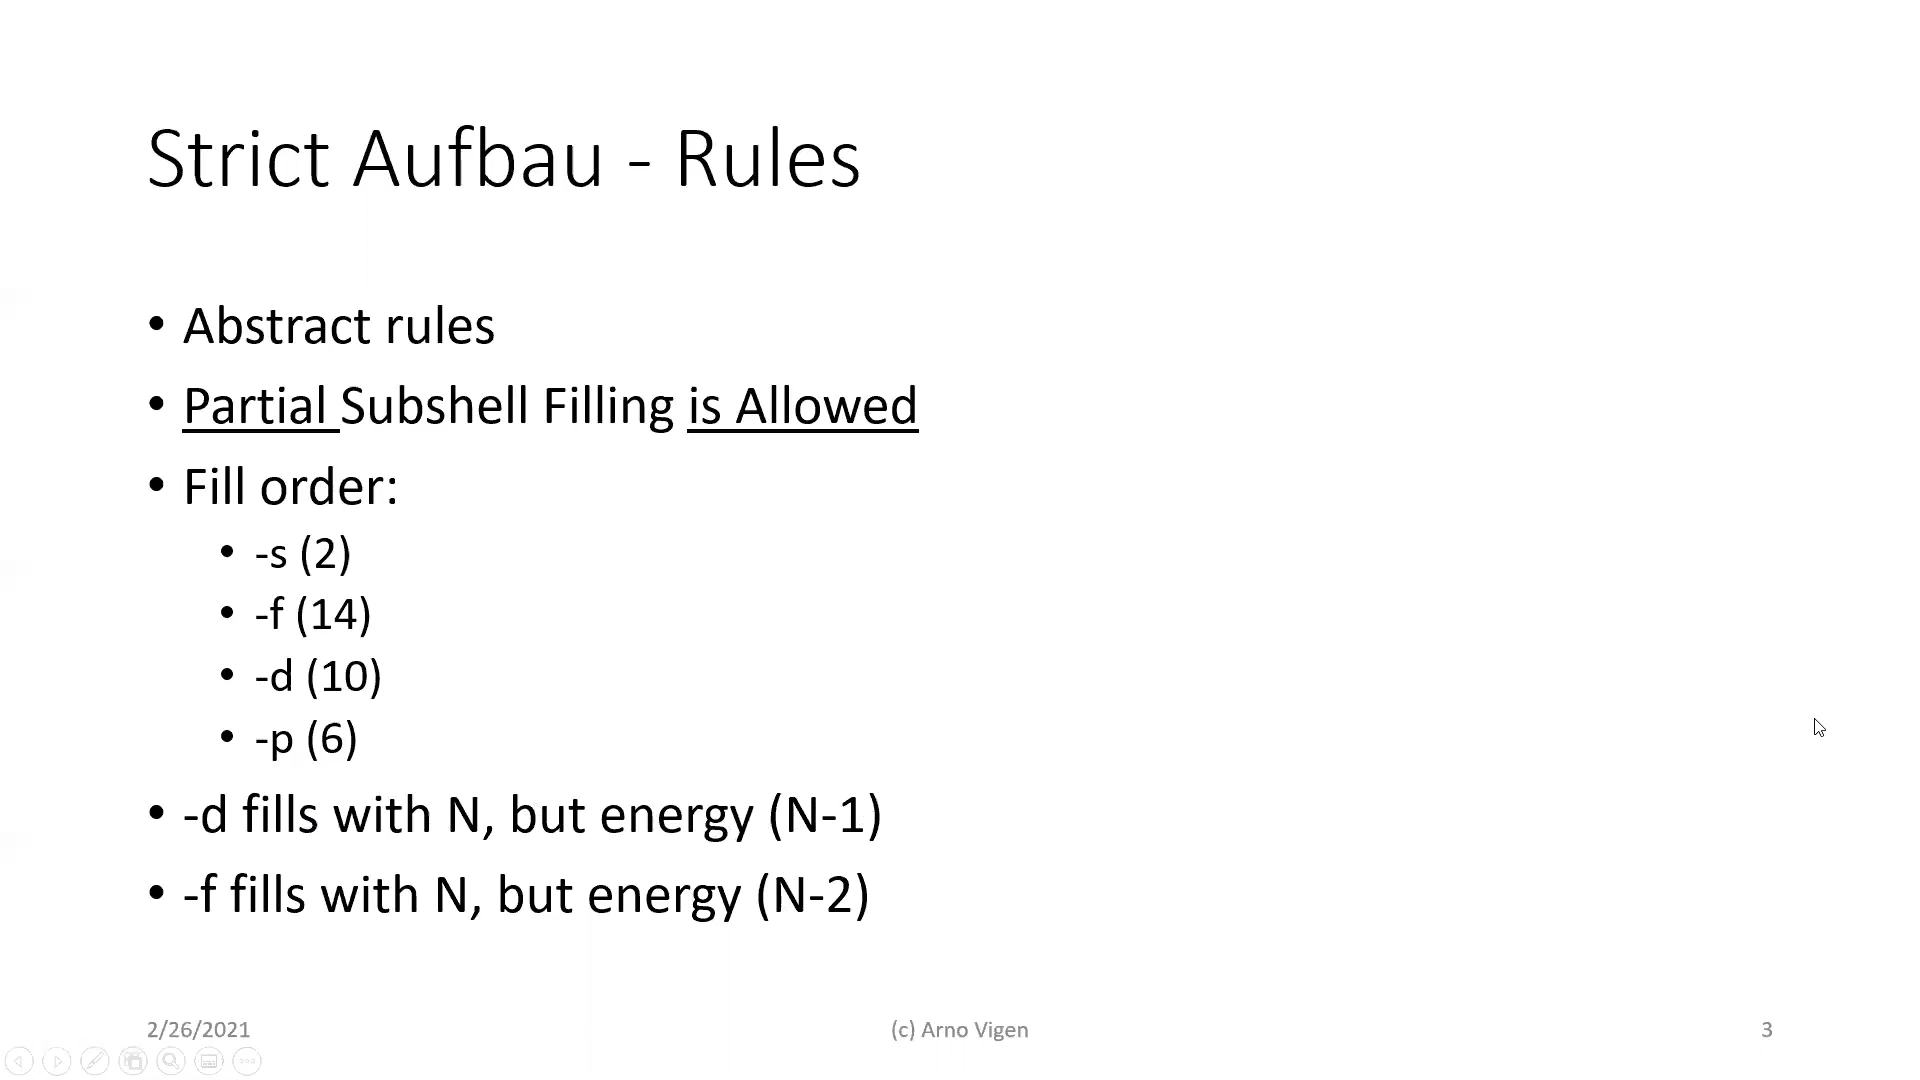 Strict Aufbau - Rules
• Abstract rules
• Partial Subshell Filling is Allowed
• Fill order:
• -s (2)
• -f (14)
• -d (10)
• -p (6)
• -d fills with N, but energy (N-1)
• -f fills with N, but energy (N-2)
2/26/2021
(c) Arno Vigen
3